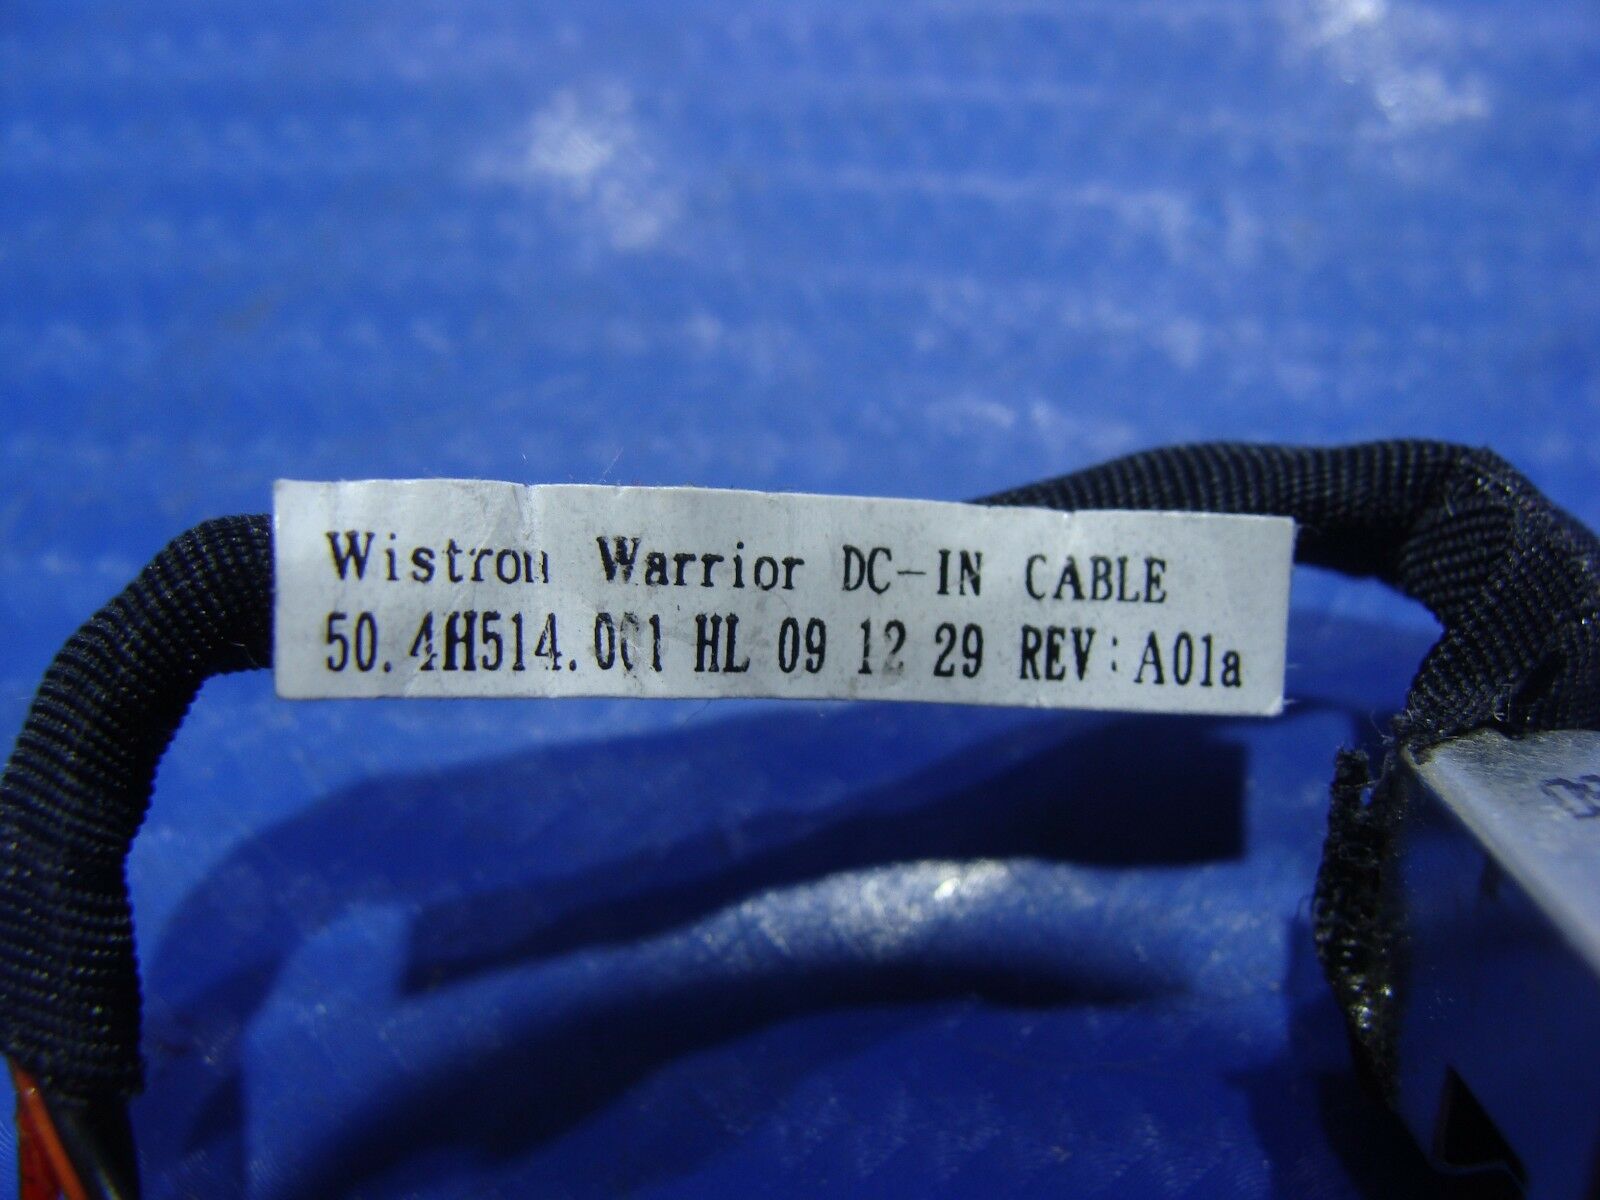 Wistron Warrior DC-IN CABLE
50.4H514.001 HL 09 12 29 REV:A01a